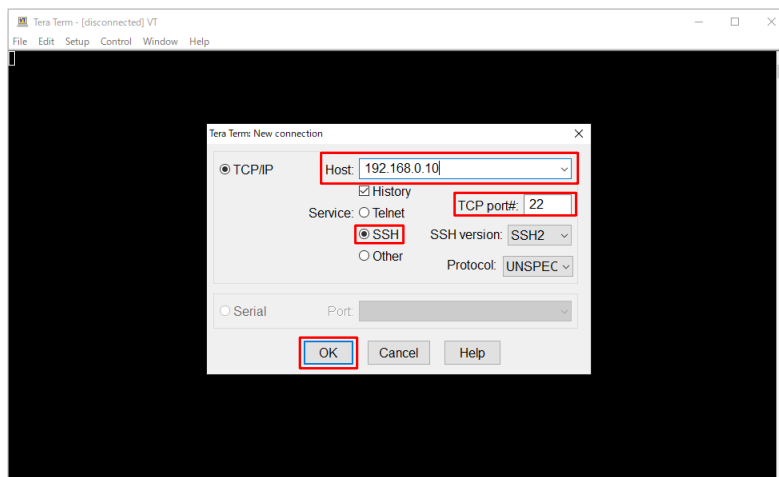 Tera Term - [disconnected] VT
File Edit Setup Control Window Help
Tera Term: New connection
TCP/IP Host: 192.168.0.10
History
Service: Telnet TCP port#: 22
SSH SSH version: SSH2
Other Protocol: UNSPEC
Serial Port:
OK Cancel Help